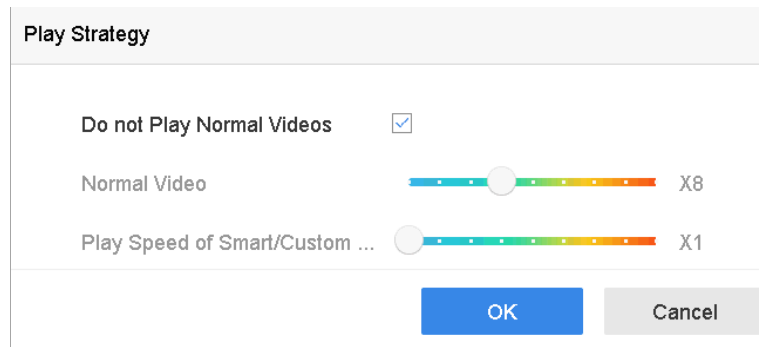 Play Strategy
Do not Play Normal Videos
Normal Video X8
Play Speed of Smart/Custom ... X1
OK Cancel